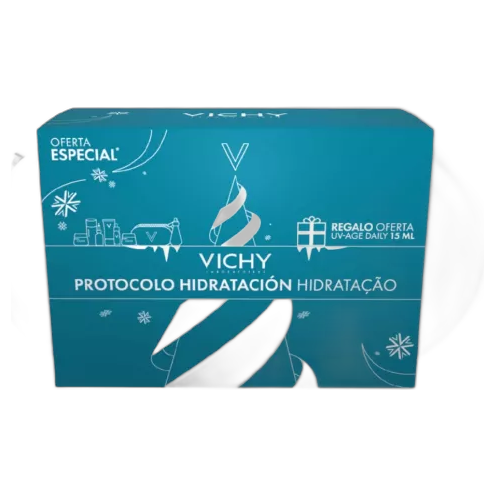 VICHY
OFERTA
ESPECIAL*
V
REGALO OFERTA
UV-AGE DAILY 15 ML
VICHY
LABORATOIRES
PROTOCOLO HIDRATACIÓN HIDRATAÇÃO